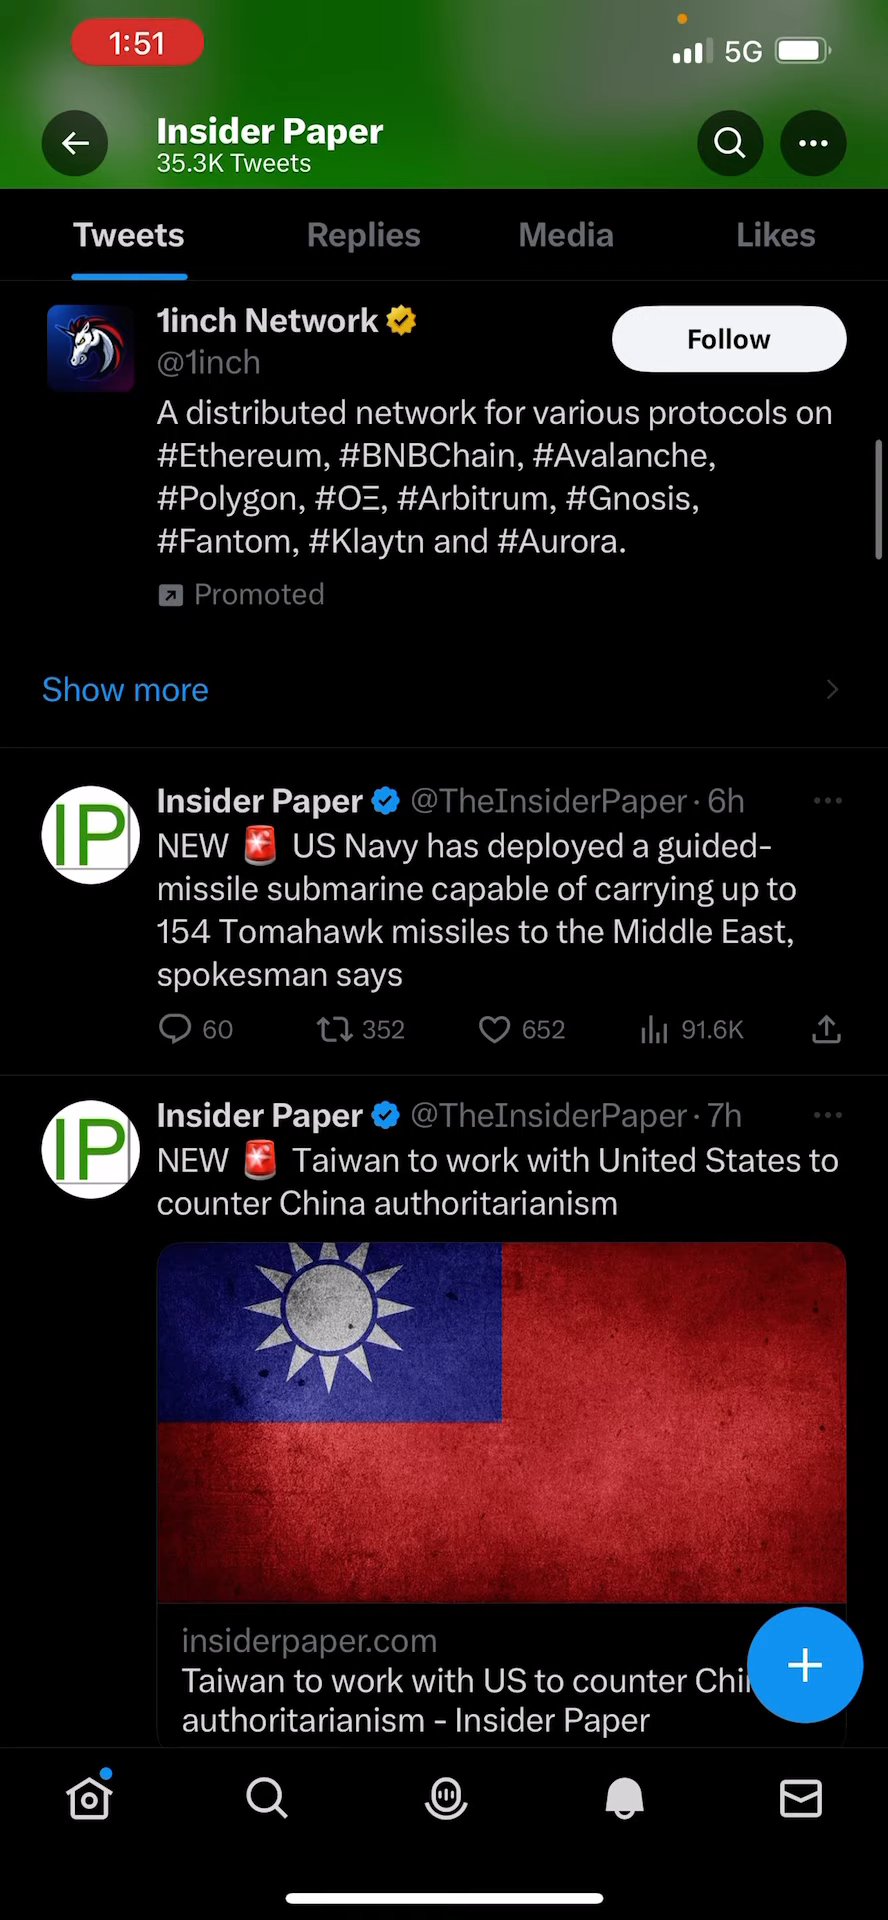 1:51
5G
Insider Paper
35.3K Tweets
Tweets
Replies
Media
Likes
1inch Network
@1inch
Follow
A distributed network for various protocols on
#Ethereum, #BNBChain, #Avalanche,
#Polygon, #OΞ, #Arbitrum, #Gnosis,
#Fantom, #Klaytn and #Aurora.
Promoted
Show more
IP
Insider Paper @TheInsiderPaper · 6h
NEW 🚨 US Navy has deployed a guided-
missile submarine capable of carrying up to
154 Tomahawk missiles to the Middle East,
spokesman says
60 352 652 91.6K
IP
Insider Paper @TheInsiderPaper · 7h
NEW 🚨 Taiwan to work with United States to
counter China authoritarianism
insiderpaper.com
Taiwan to work with US to counter Chi
authoritarianism - Insider Paper